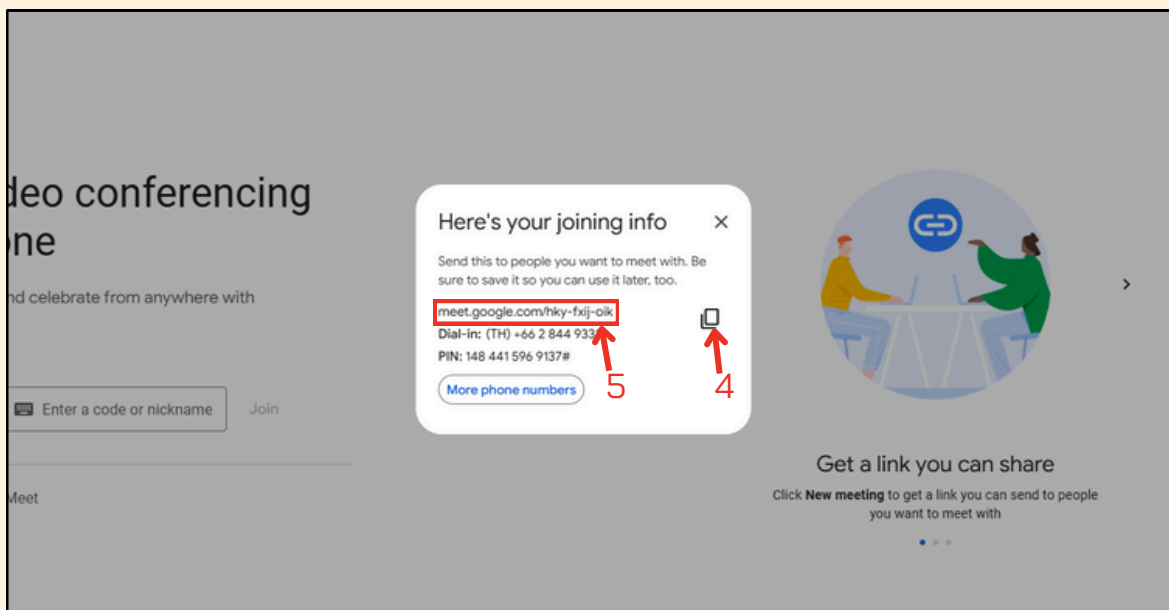 deo conferencing
one
nd celebrate from anywhere with
Enter a code or nickname Join
Meet
Here's your joining info
Send this to people you want to meet with. Be
sure to save it so you can use it later, too.
meet.google.com/hky-fxij-oik
Dial-in: (TH) +66 2 844 933
PIN: 148 441 596 9137#
More phone numbers
5
4
Get a link you can share
Click New meeting to get a link you can send to people
you want to meet with